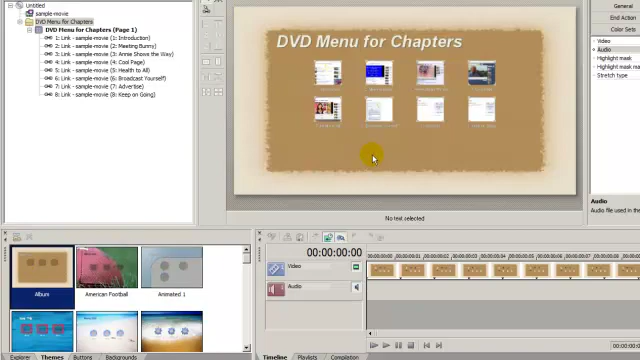 Untitled
sample-movie
DVD Menu for Chapters
DVD Menu for Chapters (Page 1)
1: Link - sample-movie (1: Introduction)
2: Link - sample-movie (2: Meeting Bunny)
3: Link - sample-movie (3: Annie Shows the Way)
4: Link - sample-movie (4: Cool Page)
5: Link - sample-movie (5: Health to All)
6: Link - sample-movie (6: Broadcast Yourself)
7: Link - sample-movie (7: Advertise)
8: Link - sample-movie (8: Keep on Going)
DVD Menu for Chapters
No text selected
General
End Action
Color Sets
Video
Audio
Highlight mask
Highlight mask ma
Stretch type
Audio
Audio file used in the
Album
American Football
Animated 1
Explorer
Themes
Buttons
Backgrounds
00:00:00:00
Video
Audio
Timeline
Playlists
Compilation